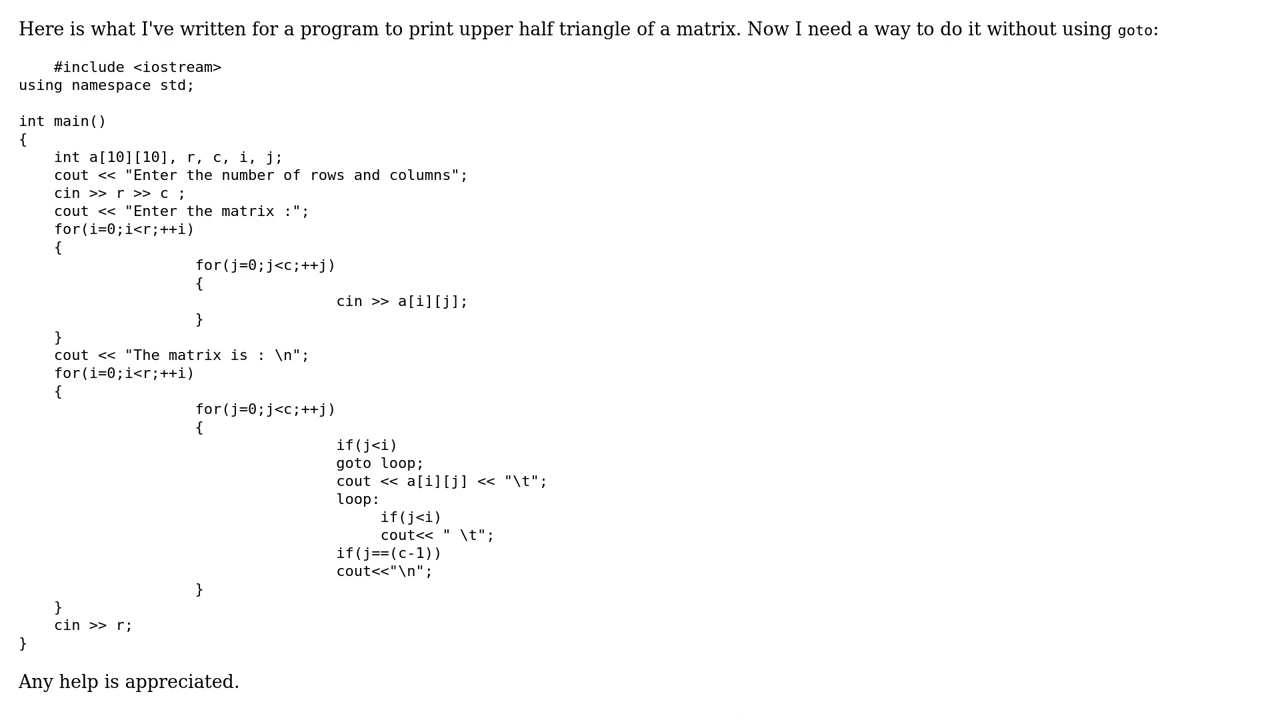 Here is what I've written for a program to print upper half triangle of a matrix. Now I need a way to do it without using goto:
    #include <iostream>
using namespace std;

int main()
{
    int a[10][10], r, c, i, j;
    cout << "Enter the number of rows and columns";
    cin >> r >> c ;
    cout << "Enter the matrix :";
    for(i=0;i<r;++i)
    {
                    for(j=0;j<c;++j)
                    {
                                    cin >> a[i][j];
                    }
    }
    cout << "The matrix is : \n";
    for(i=0;i<r;++i)
    {
                    for(j=0;j<c;++j)
                    {
                                    if(j<i)
                                    goto loop;
                                    cout << a[i][j] << "\t";
                                    loop:
                                         if(j<i)
                                         cout<< " \t";
                                    if(j==(c-1))
                                    cout<<"\n";
                    }
    }
    cin >> r;
}
Any help is appreciated.